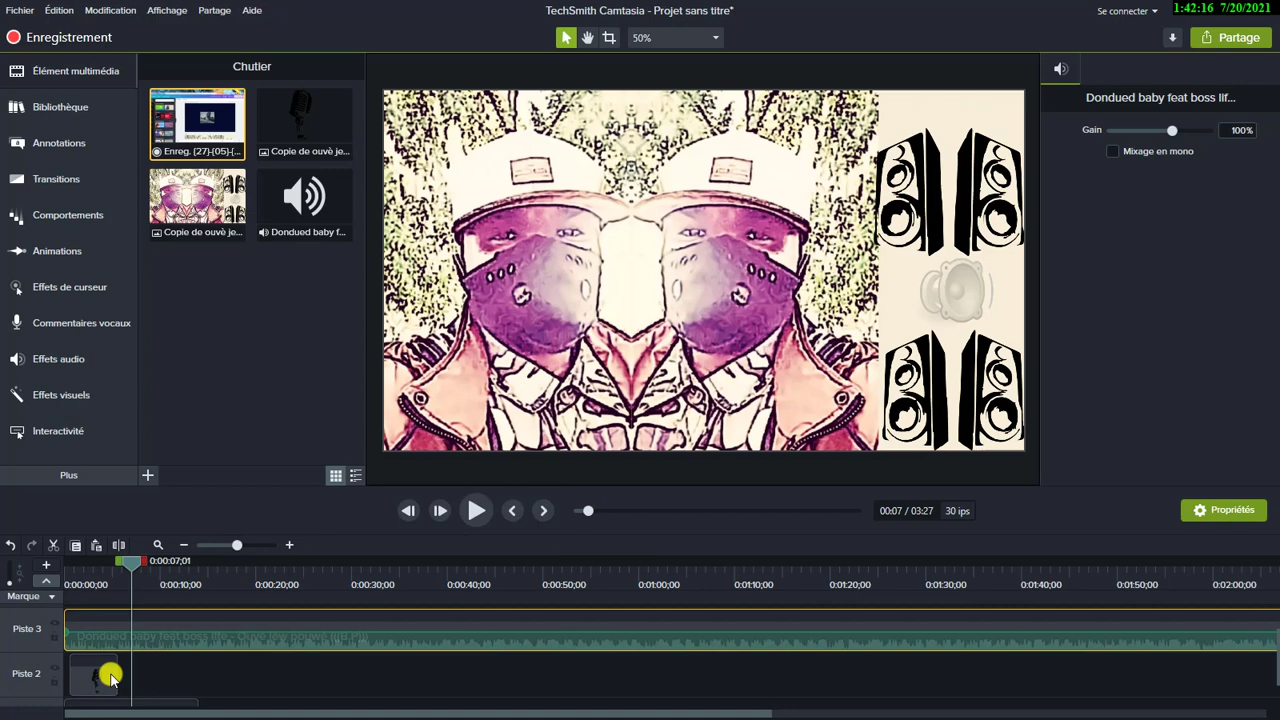 Fichier Édition Modification Affichage Partage Aide
TechSmith Camtasia - Projet sans titre*
Se connecter
1:42:16 7/20/2021
Enregistrement
50%
Partage
Élément multimédia
Bibliothèque
Annotations
Transitions
Comportements
Animations
Effets de curseur
Commentaires vocaux
Effets audio
Effets visuels
Interactivité
Plus
Chutier
Enreg. (27)-(05)-(...
Copie de ouvè je...
Copie de ouvè je...
Dondued baby f...
Dondued baby feat boss lIf...
Gain
100%
Mixage en mono
00:07 / 03:27
30 ips
Propriétés
0:00:07;01
0:00:00;00 0:00:10;00 0:00:20;00 0:00:30;00 0:00:40;00 0:00:50;00 0:01:00;00 0:01:10;00 0:01:20;00 0:01:30;00 0:01:40;00 0:01:50;00 0:02:00;00
Marque
Piste 3
Piste 2